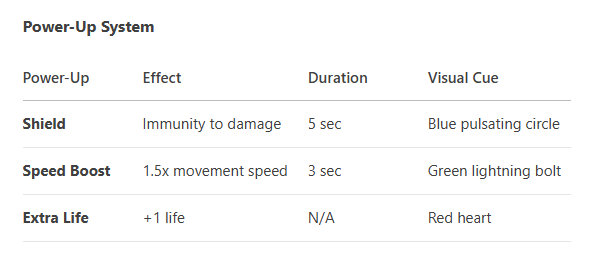 Power-Up System
Power-Up Effect Duration Visual Cue
Shield Immunity to damage 5 sec Blue pulsating circle
Speed Boost 1.5x movement speed 3 sec Green lightning bolt
Extra Life +1 life N/A Red heart